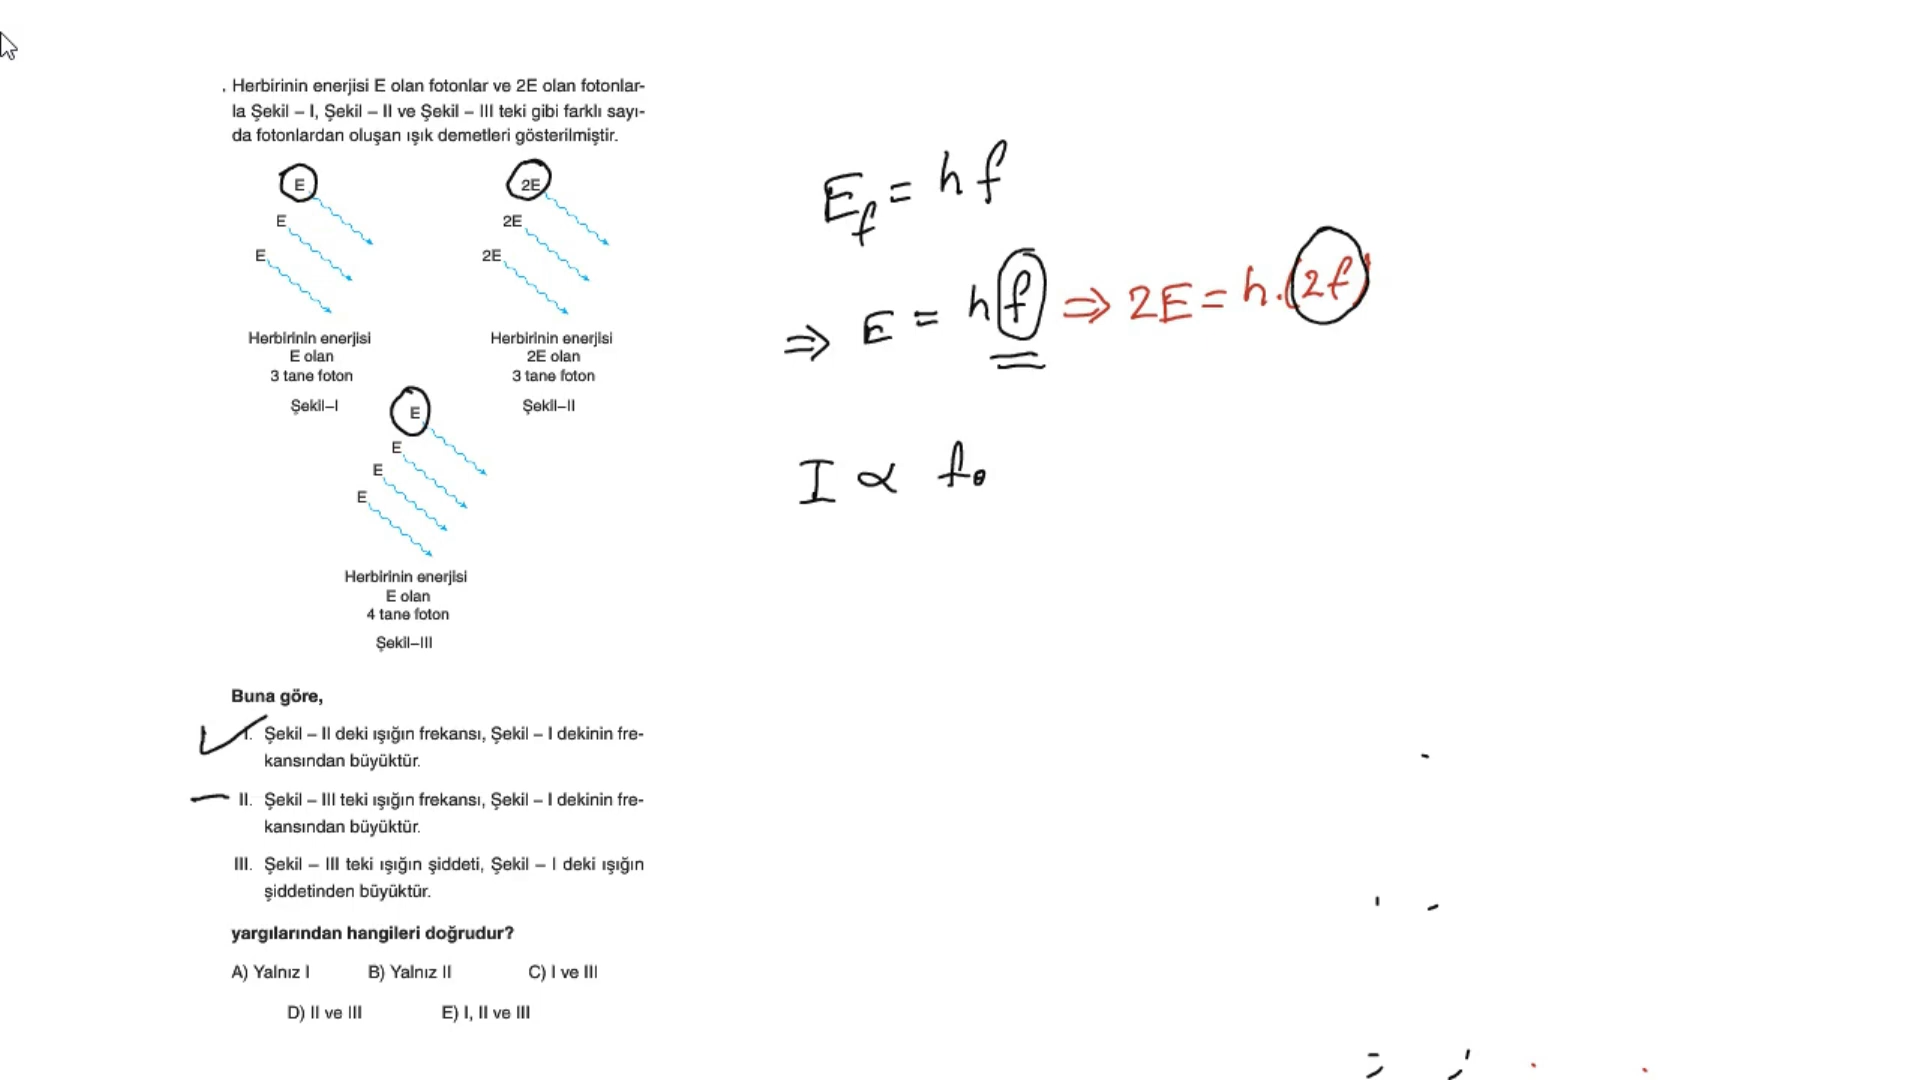 . Herbirinin enerjisi E olan fotonlar ve 2E olan fotonlar-
la Şekil – I, Şekil – II ve Şekil – III teki gibi farklı sayı-
da fotonlardan oluşan ışık demetleri gösterilmiştir.
E
E
E
Herbirinin enerjisi
E olan
3 tane foton
Şekil–I
2E
2E
2E
Herbirinin enerjisi
2E olan
3 tane foton
Şekil–II
E
E
E
E
Herbirinin enerjisi
E olan
4 tane foton
Şekil–III
Buna göre,
I. Şekil – II deki ışığın frekansı, Şekil – I dekinin fre-
kansından büyüktür.
II. Şekil – III teki ışığın frekansı, Şekil – I dekinin fre-
kansından büyüktür.
III. Şekil – III teki ışığın şiddeti, Şekil – I deki ışığın
şiddetinden büyüktür.
yargılarından hangileri doğrudur?
A) Yalnız I B) Yalnız II C) I ve III
D) II ve III E) I, II ve III
E_f = hf
⇒ E = hf ⇒ 2E = h.(2f)
I ∝ fo